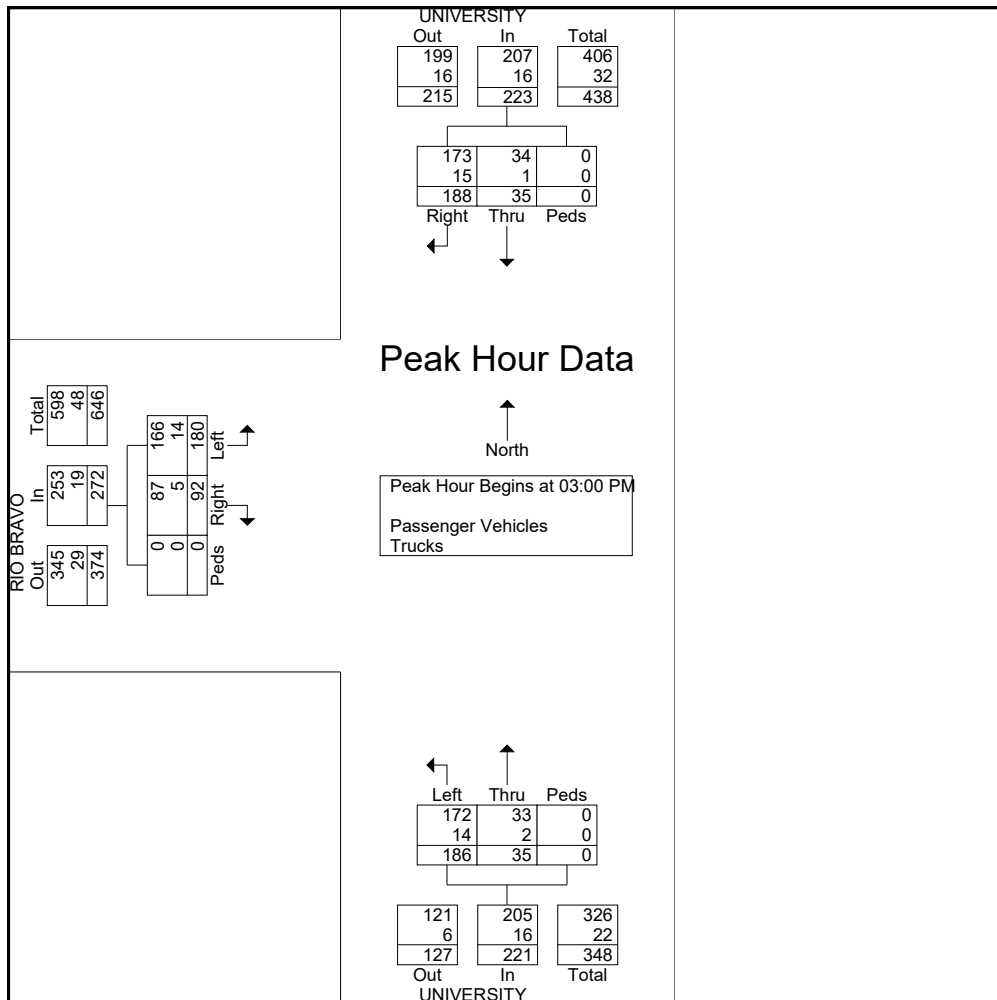 UNIVERSITY
Out In Total
199 207 406
16 16 32
215 223 438
173 34 0
15 1 0
188 35 0
Right Thru Peds
Peak Hour Data
North
Peak Hour Begins at 03:00 PM
Passenger Vehicles
Trucks
RIO BRAVO
Out In Total
345 253 598
29 19 48
374 272 646
0 87 166
0 5 14
0 92 180
Peds Right Left
Left Thru Peds
172 33 0
14 2 0
186 35 0
121 205 326
6 16 22
127 221 348
Out In Total
UNIVERSITY